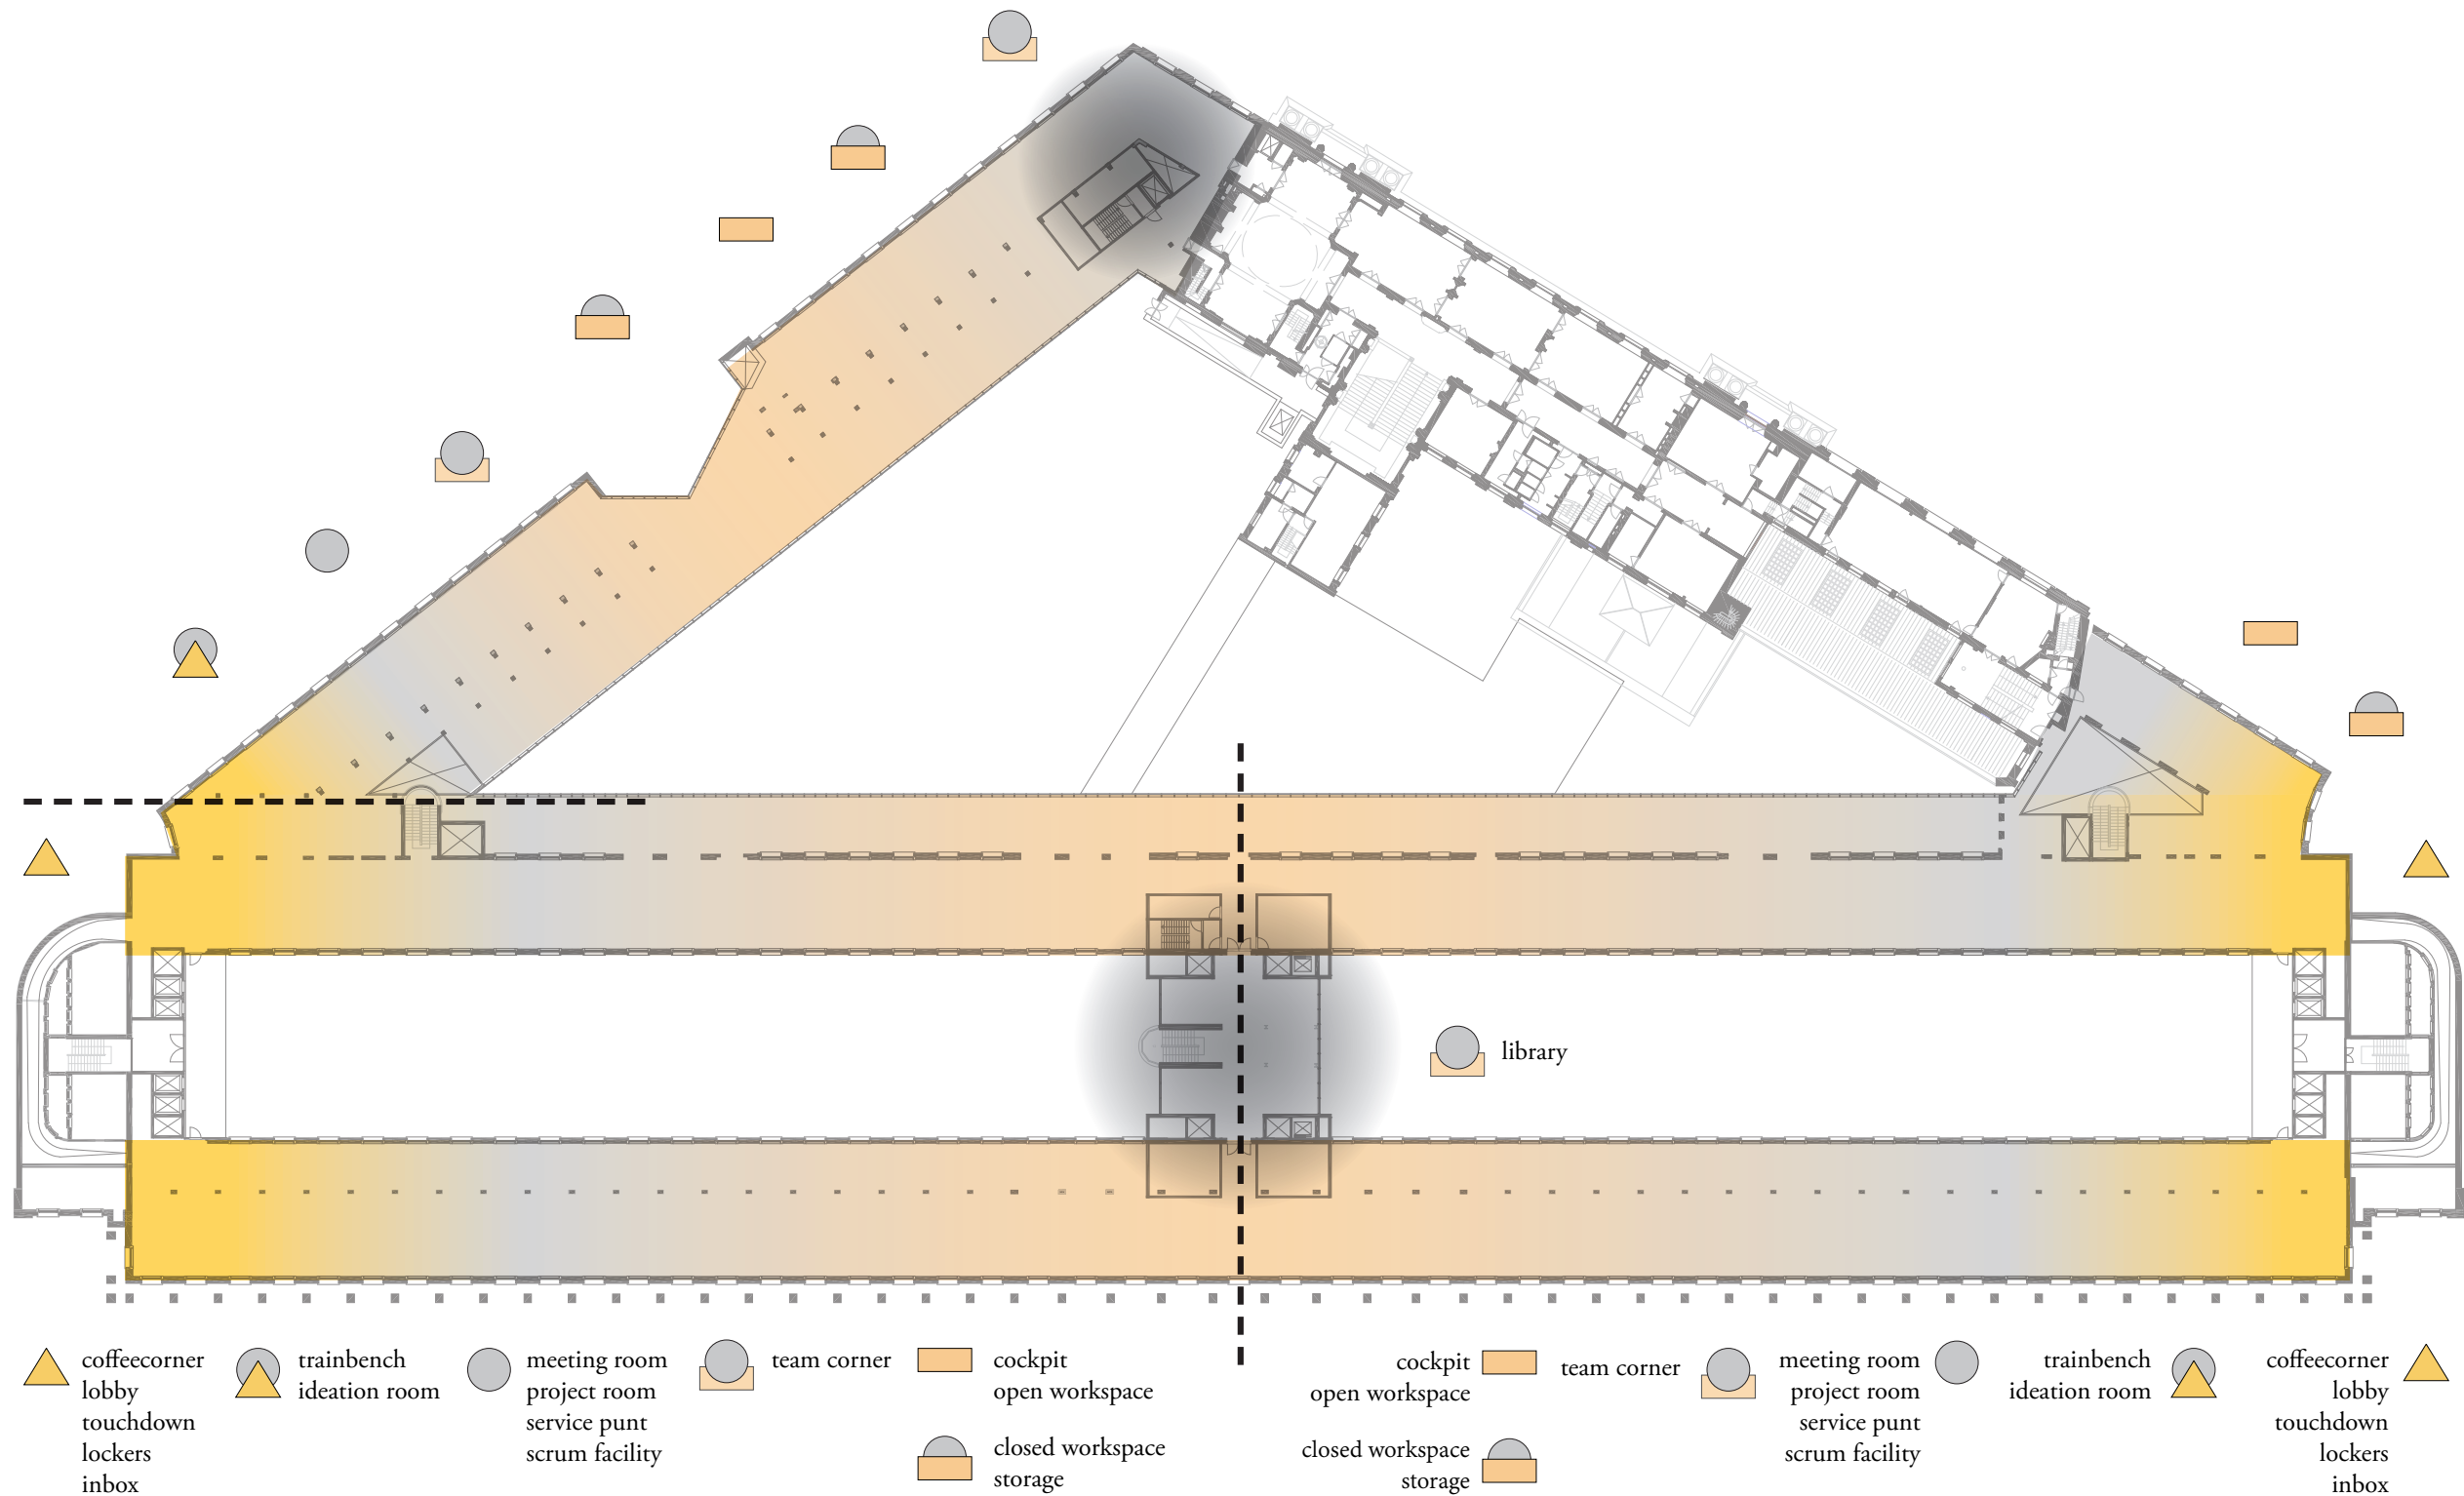 library
coffeecorner
lobby
touchdown
lockers
inbox
trainbench
ideation room
meeting room
project room
service punt
scrum facility
team corner
cockpit
open workspace
closed workspace
storage
cockpit
open workspace
closed workspace
storage
team corner
meeting room
project room
service punt
scrum facility
trainbench
ideation room
coffeecorner
lobby
touchdown
lockers
inbox